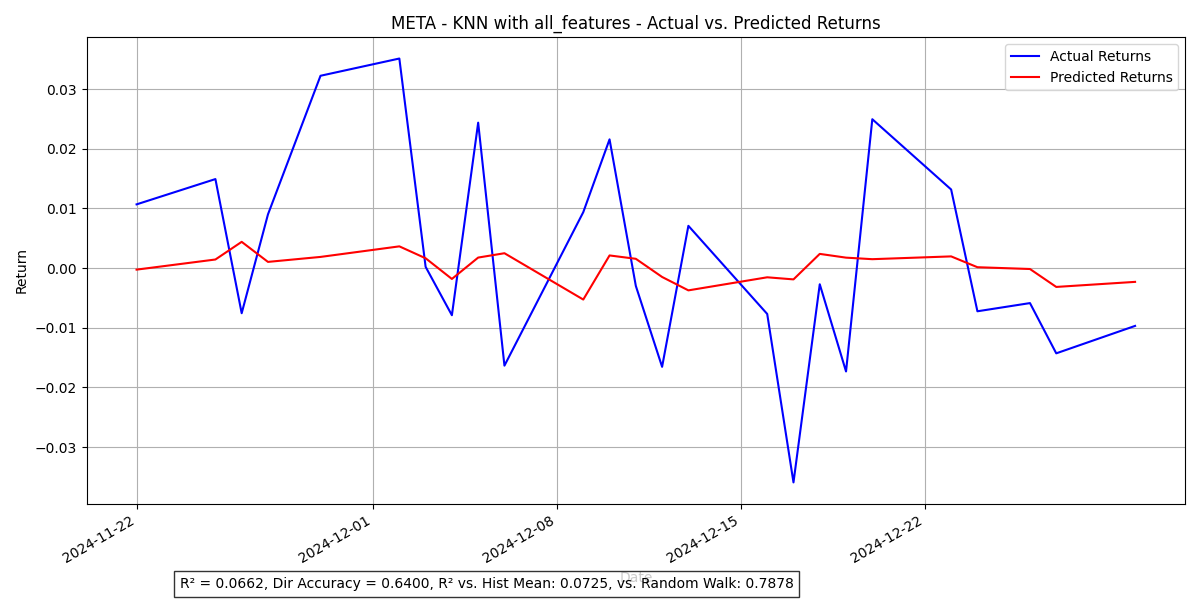 META - KNN with all_features - Actual vs. Predicted Returns
Actual Returns
Predicted Returns
Return
0.03
0.02
0.01
0.00
−0.01
−0.02
−0.03
2024-11-22
2024-12-01
2024-12-08
2024-12-15
2024-12-22
Date
R² = 0.0662, Dir Accuracy = 0.6400, R² vs. Hist Mean: 0.0725, vs. Random Walk: 0.7878